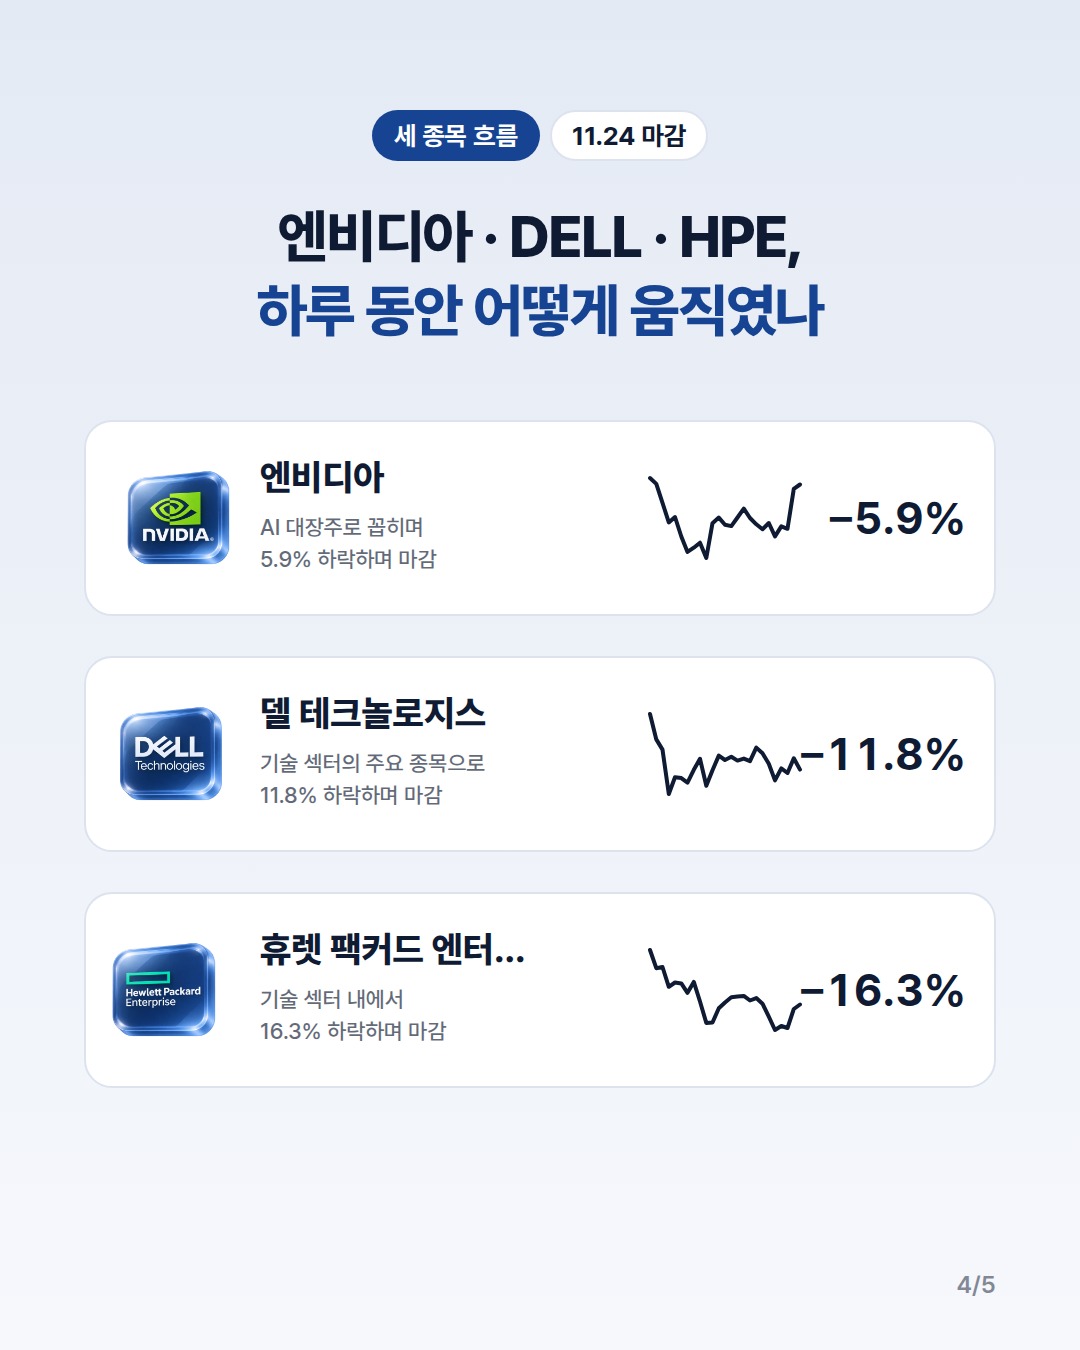 세 종목 흐름
11.24 마감
엔비디아 · DELL · HPE,
하루 동안 어떻게 움직였나
NVIDIA.
엔비디아
AI 대장주로 꼽히며
5.9% 하락하며 마감
−5.9%
DELL
Technologies
델 테크놀로지스
기술 섹터의 주요 종목으로
11.8% 하락하며 마감
−11.8%
Hewlett Packard
Enterprise
휴렛 팩커드 엔터...
기술 섹터 내에서
16.3% 하락하며 마감
−16.3%
4/5